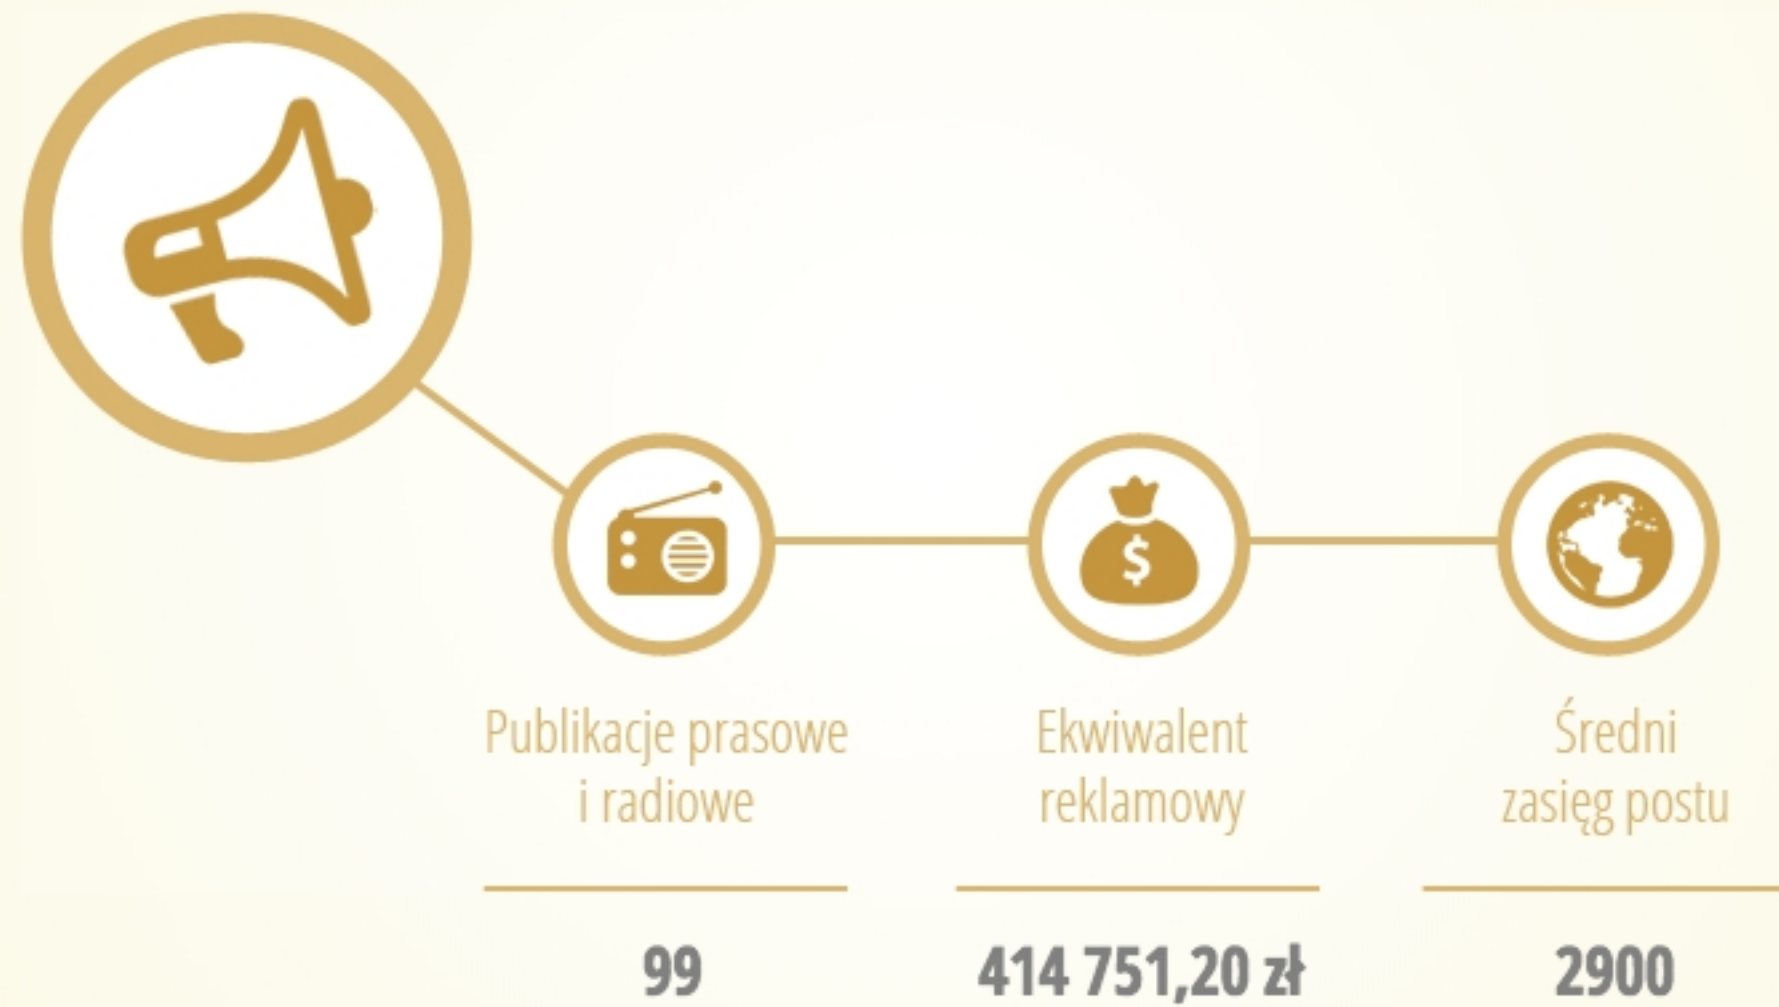 $
Publikacje prasowe
i radiowe
Ekwiwalent
reklamowy
Średni
zasięg postu
99
414 751,20 zł
2900